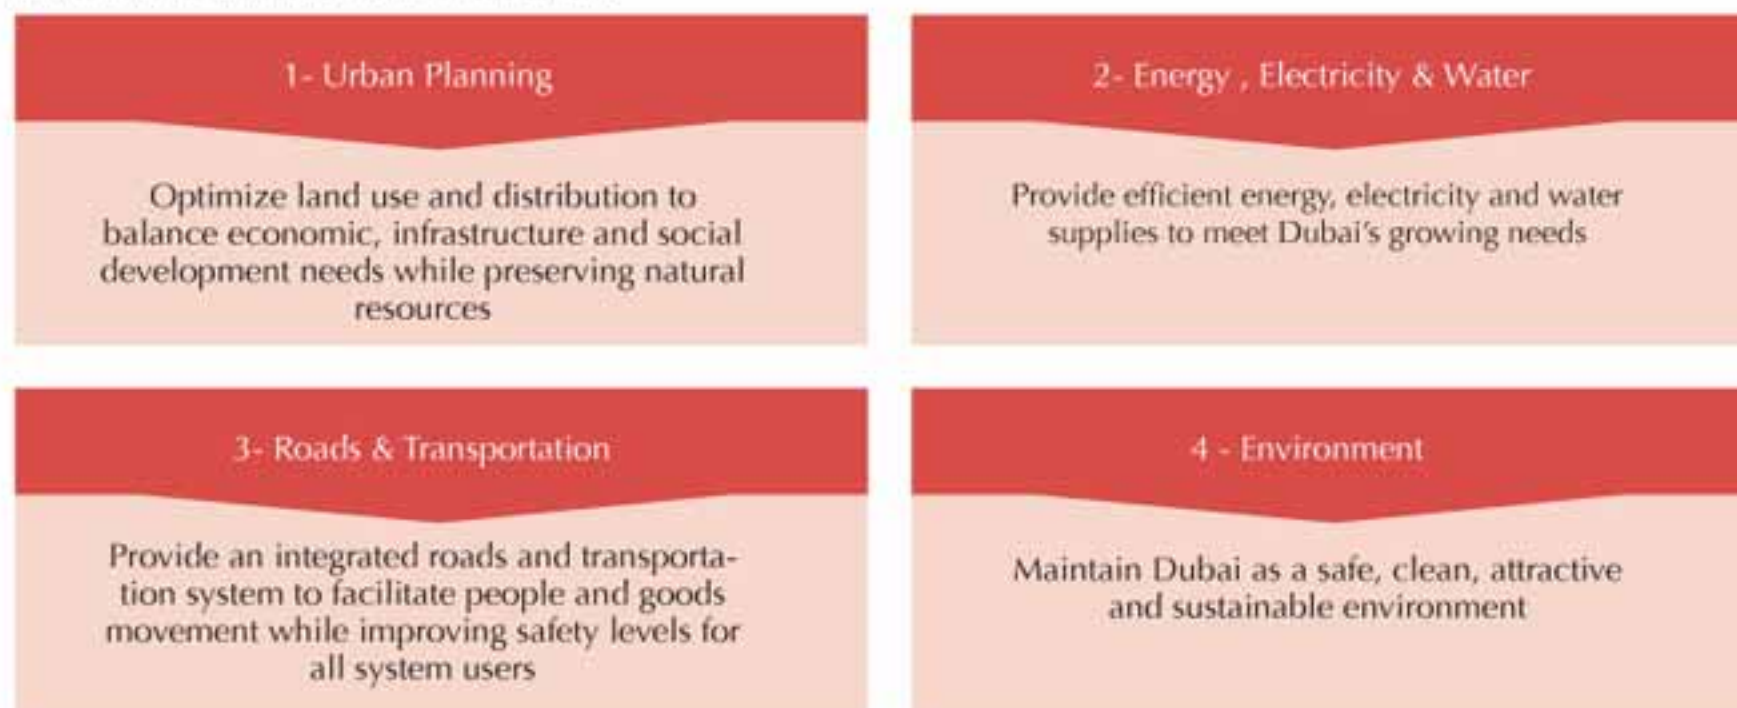 1- Urban Planning
Optimize land use and distribution to
balance economic, infrastructure and social
development needs while preserving natural
resources
2- Energy , Electricity & Water
Provide efficient energy, electricity and water
supplies to meet Dubai's growing needs
3- Roads & Transportation
Provide an integrated roads and transporta-
tion system to facilitate people and goods
movement while improving safety levels for
all system users
4 - Environment
Maintain Dubai as a safe, clean, attractive
and sustainable environment